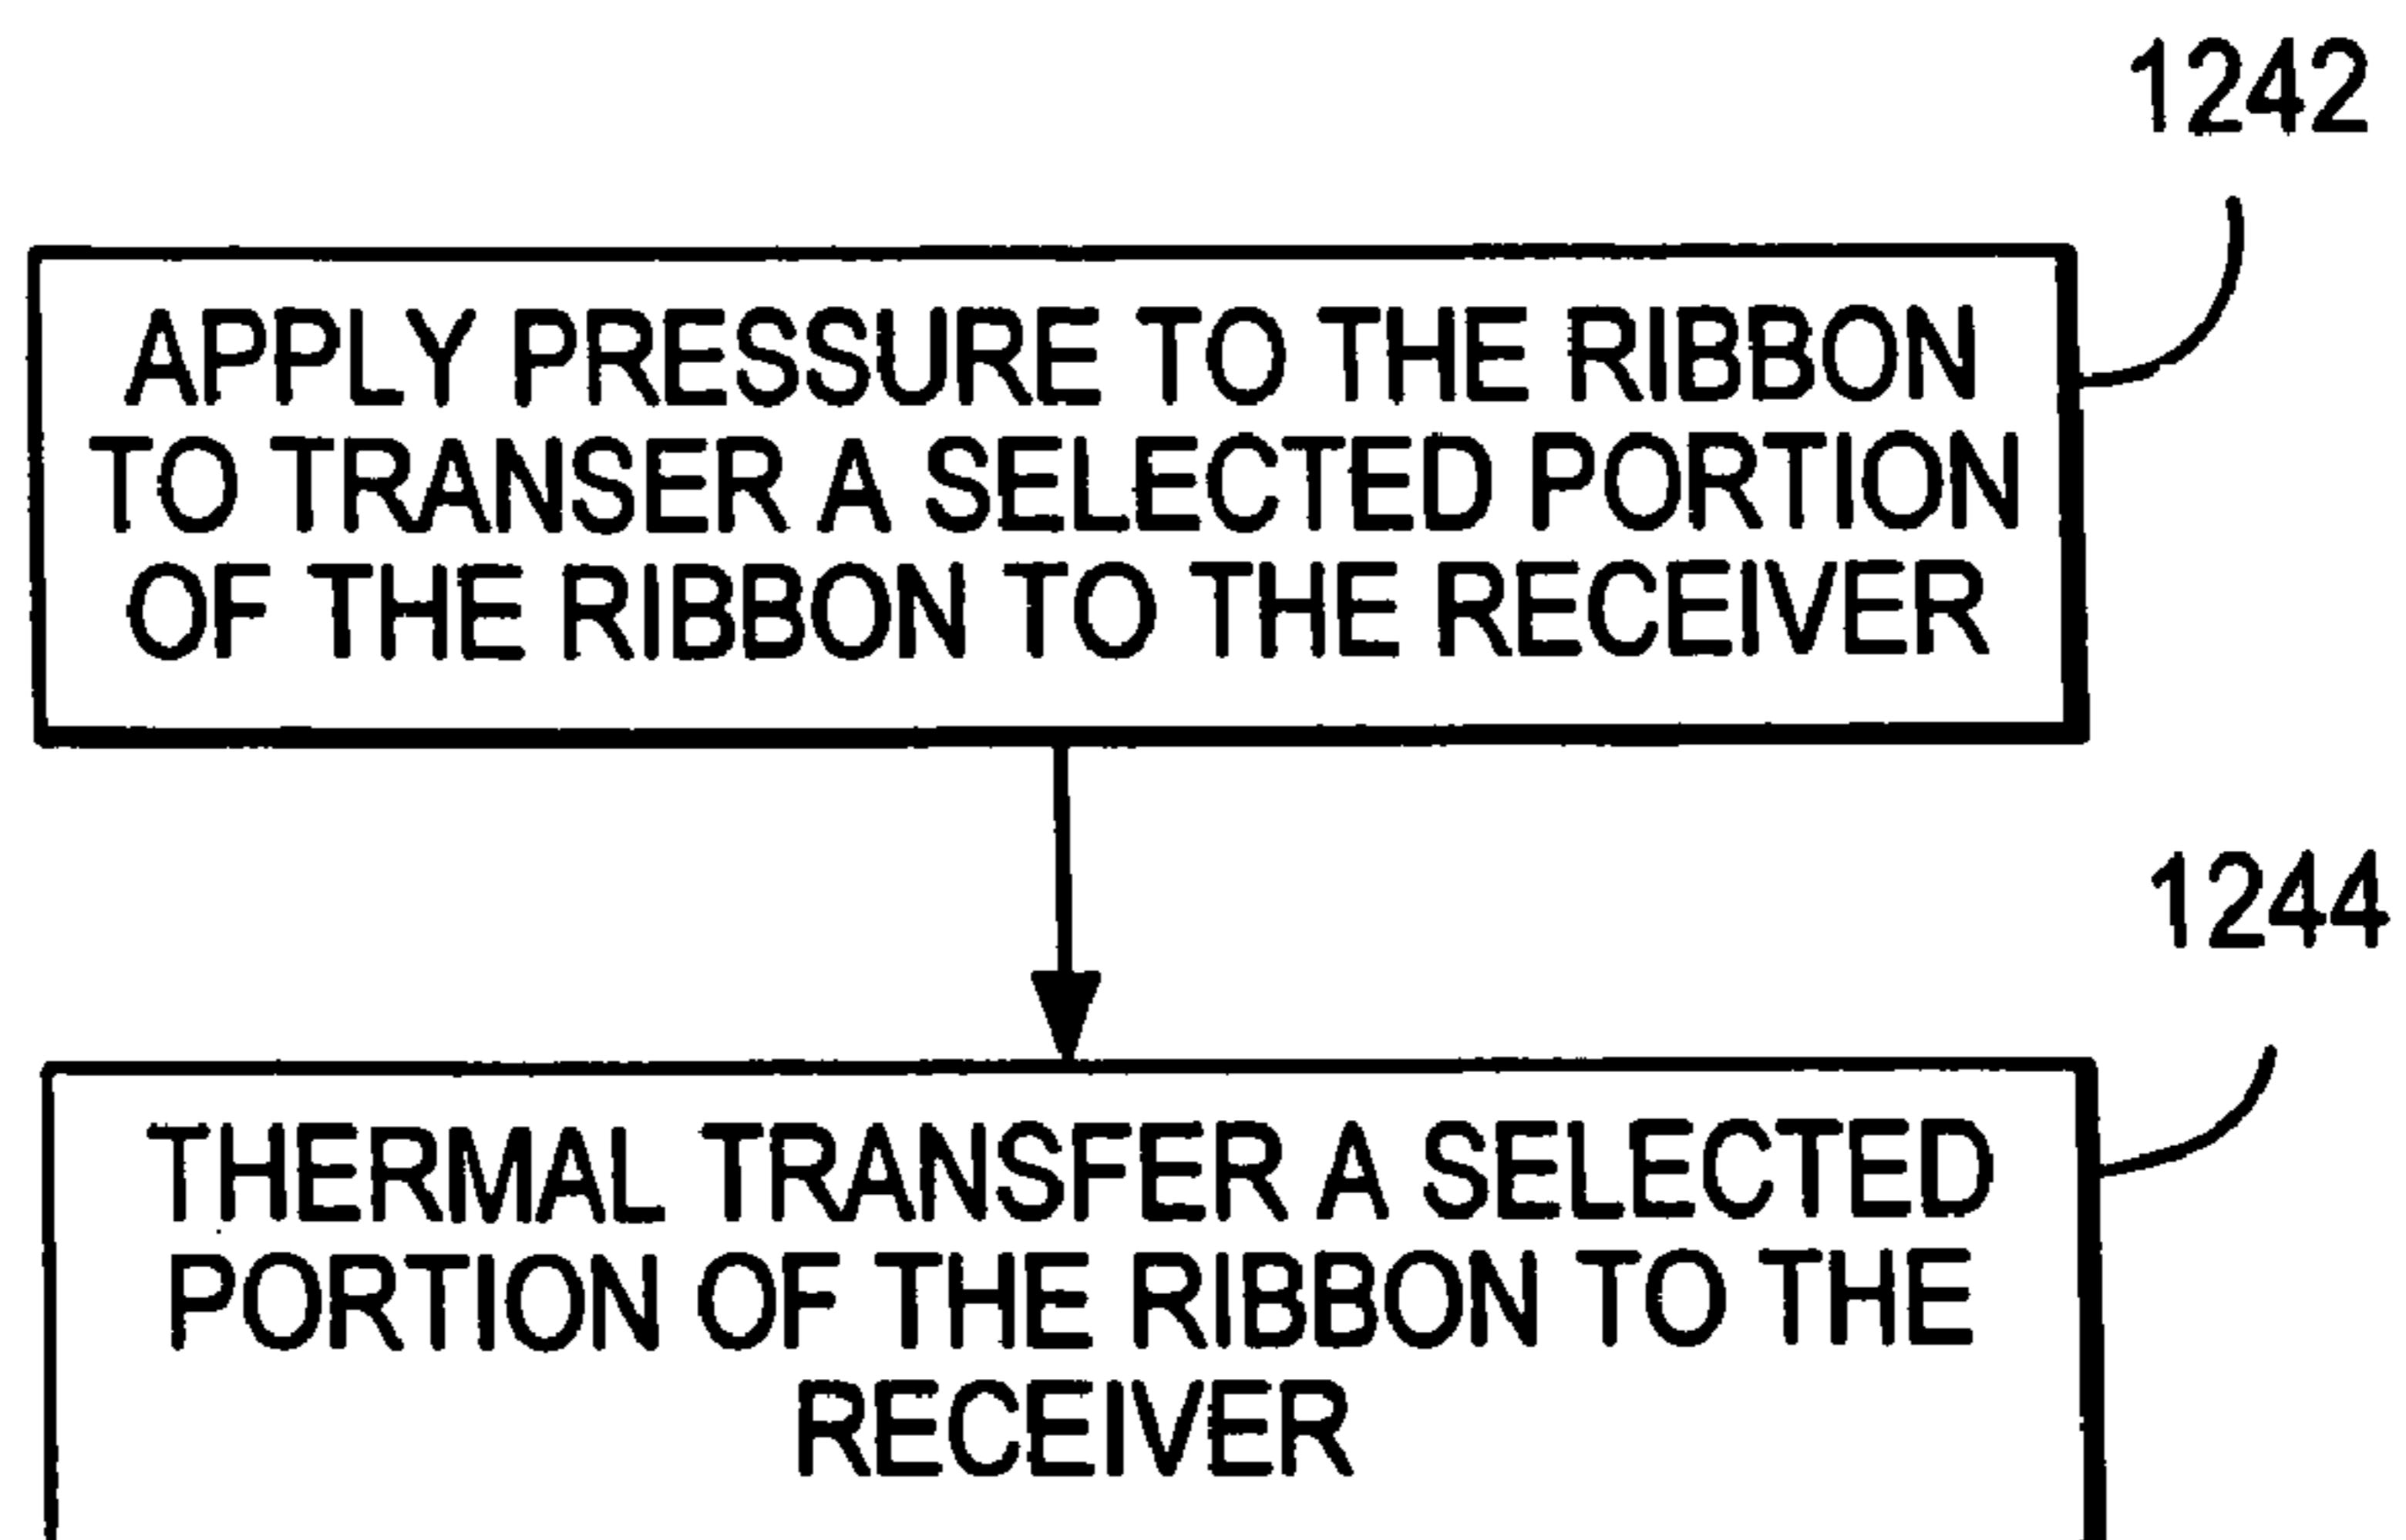 1242
APPLY PRESSURE TO THE RIBBON
TO TRANSER A SELECTED PORTION
OF THE RIBBON TO THE RECEIVER
1244
THERMAL TRANSFER A SELECTED
PORTION OF THE RIBBON TO THE
RECEIVER